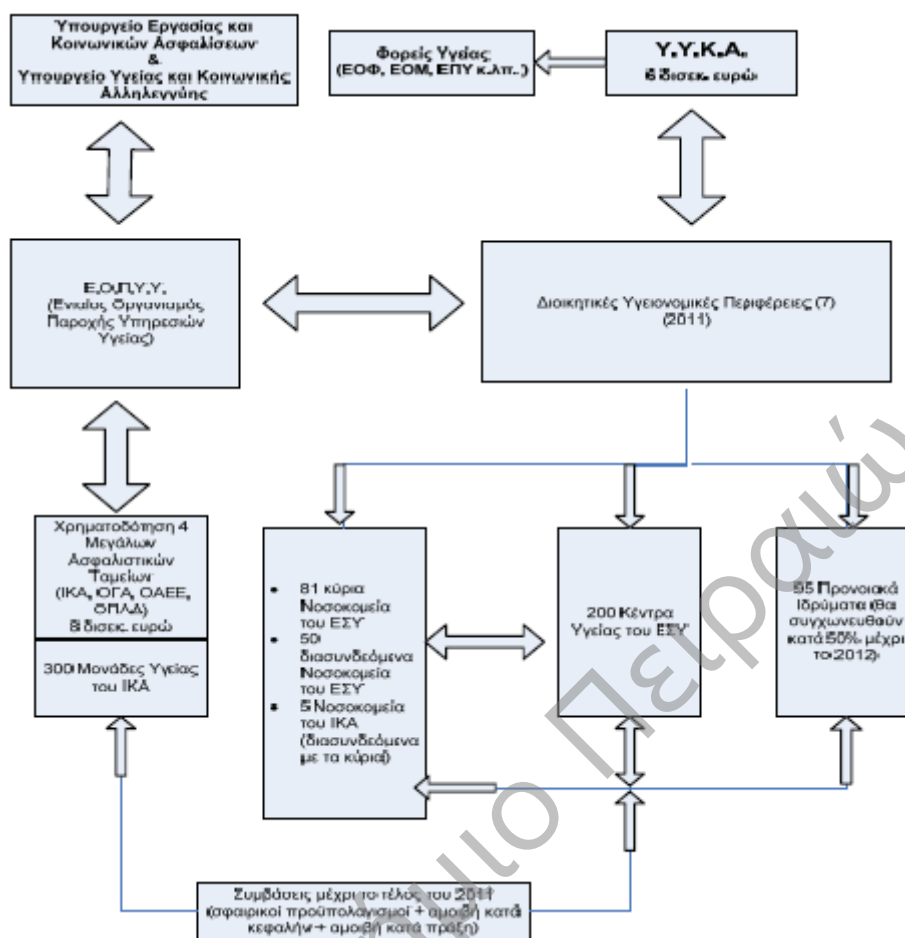 Υπουργείο Εργασίας και
Κοινωνικών Ασφαλίσεων
&
Υπουργείο Υγείας και Κοινωνικής
Αλληλεγγύης
Φορείς Υγείας
(ΕΟΦ, ΕΟΜ, ΕΠΥ κ.λπ.)
Υ.Υ.Κ.Α.
6 δισεκ. ευρώ
Ε.Ο.Π.Υ.Υ.
(Ενιαίος Οργανισμός
Παροχής Υπηρεσιών
Υγείας)
Διοικητικές Υγειονομικές Περιφέρειες (7)
(2011)
Χρηματοδότηση 4
Μεγάλων
Ασφαλιστικών
Ταμείων
(ΙΚΑ, ΟΓΑ, ΟΑΕΕ,
ΟΠΑΔ)
δισεκ. ευρώ
300 Μονάδες Υγείας
του ΙΚΑ
• 81 κύρια
Νοσοκομεία
του ΕΣΥ
• 50
διασυνδεόμενα
Νοσοκομεία
του ΕΣΥ
• 5 Νοσοκομεία
του ΙΚΑ
(διασυνδεόμενα
με τα κύρια)
200 Κέντρα
Υγείας του ΕΣΥ
95 Προνοιακά
Ιδρύματα (θα
συγχωνευθούν
κατά 50% μέχρι
το 2012)
Συμβάσεις μέχρι το τέλος του 2011
(σφαιρικοί προϋπολογισμοί + αμοιβή κατά
κεφαλήν + αμοιβή κατά πράξη)
Πειραιώς